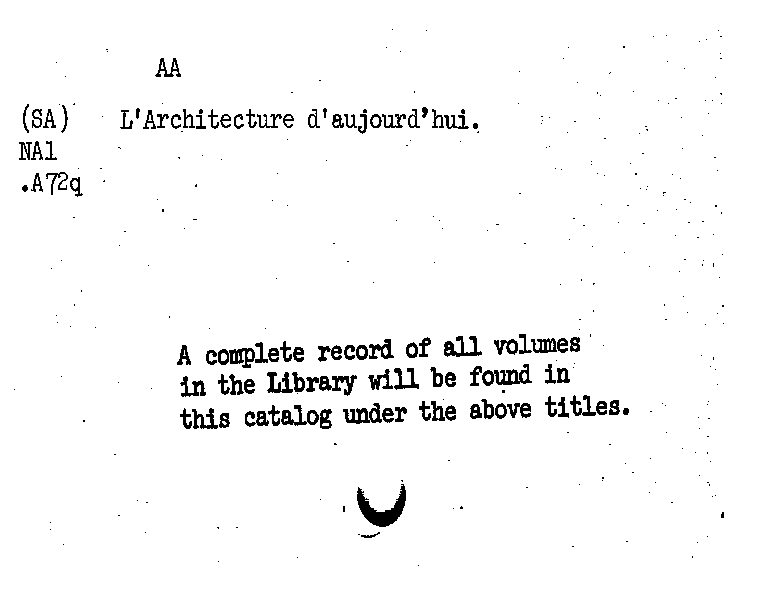 AA
(SA) L'Architecture d'aujourd'hui.
NA1
.A72q
A complete record of all volumes
in the Library will be found in
this catalog under the above titles.